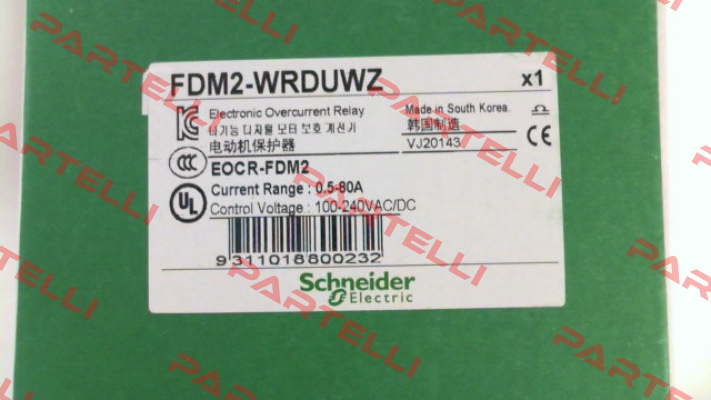 FDM2-WRDUWZ x1
Electronic Overcurrent Relay Made in South Korea.
다기능 디지털 모터 보호 계전기 韩国制造
电动机保护器 VJ20143
EOCR-FDM2
Current Range : 0.5-80A
Control Voltage : 100-240VAC/DC
9311018800232
Schneider
Electric
PARTELLI
PARTELLI
PARTELLI
PARTELLI
PARTELLI